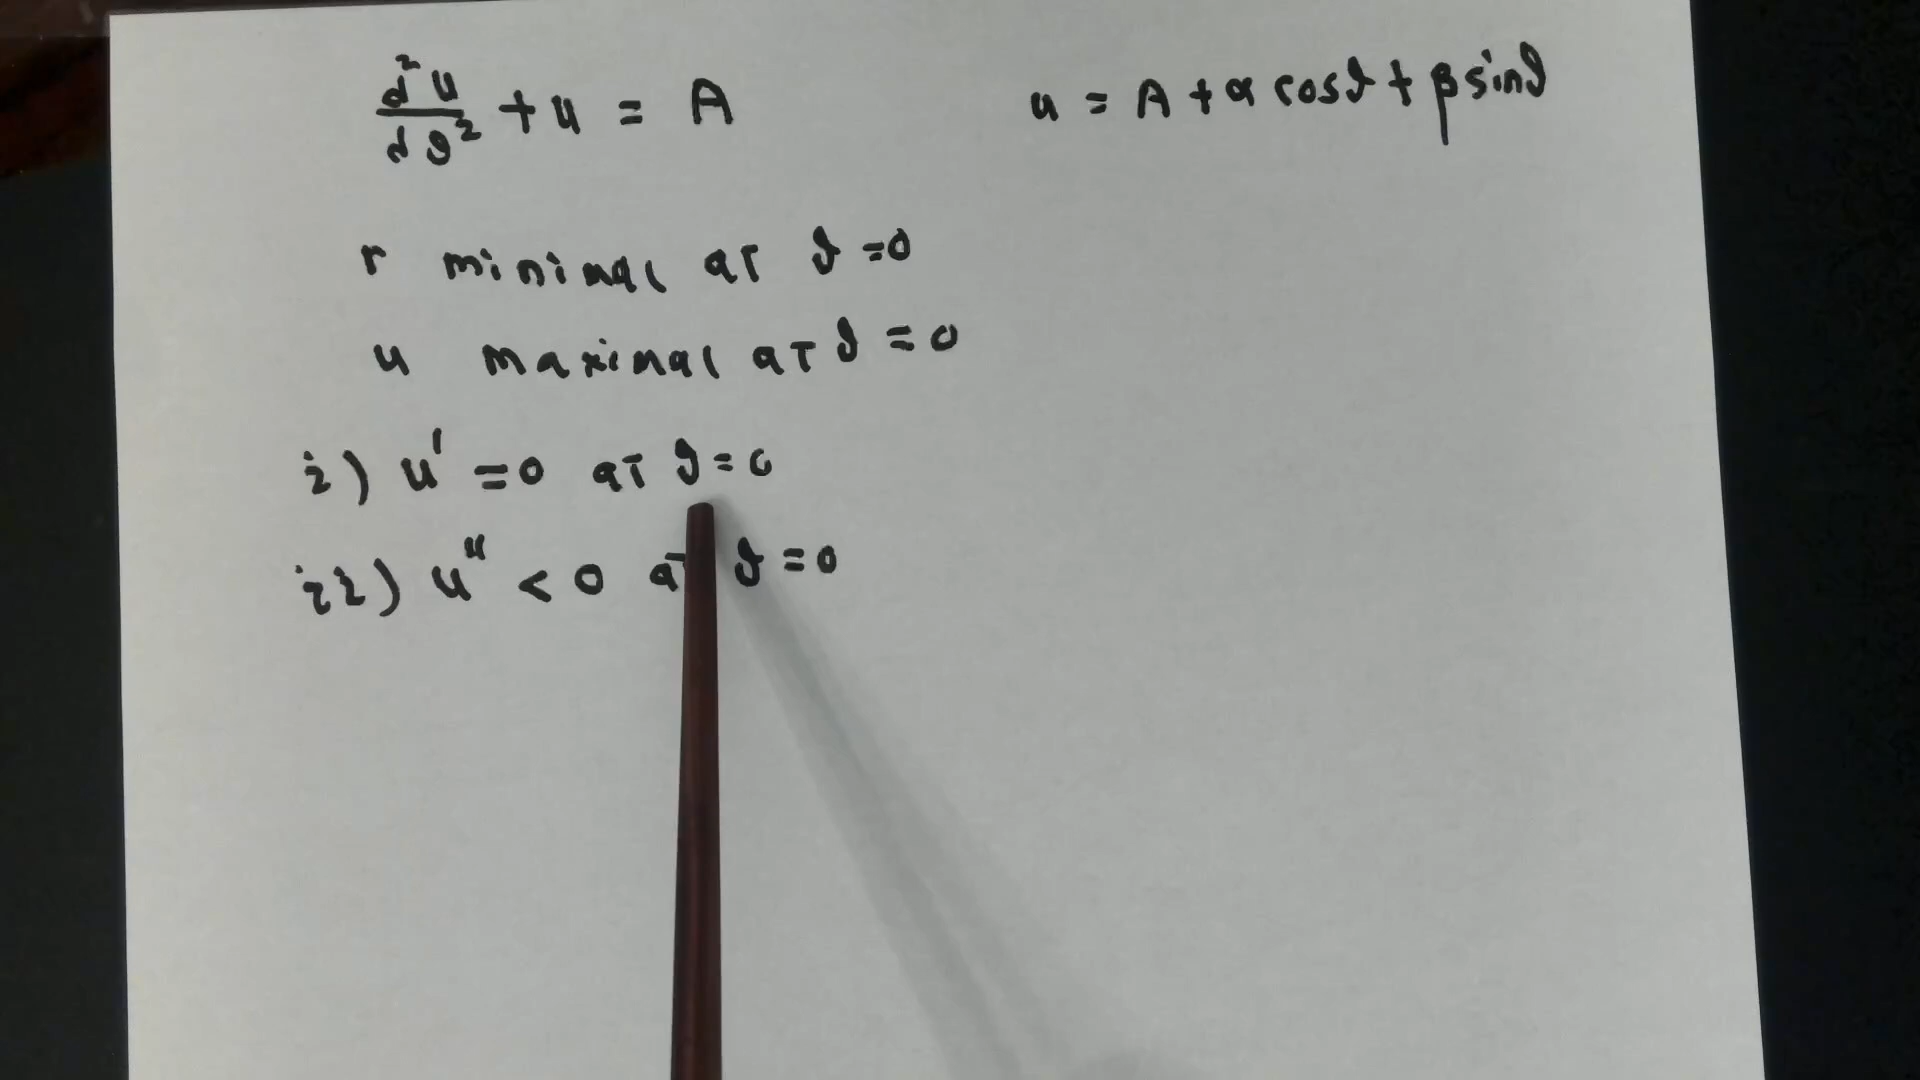 d²u/dϑ² + u = A
u = A + α cosϑ + β sinϑ
r minimal at ϑ = 0
u maximal at ϑ = 0
i) u' = 0 at ϑ = 0
ii) u'' < 0 at ϑ = 0